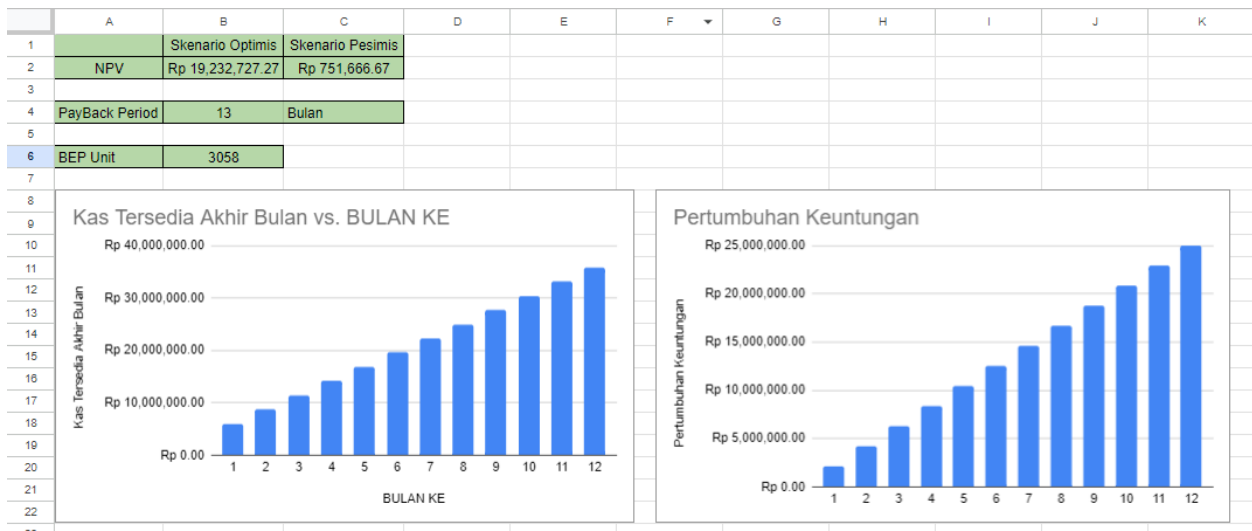 A B C D E F G H I J K
1 Skenario Optimis Skenario Pesimis
2 NPV Rp 19,232,727.27 Rp 751,666.67
3
4 PayBack Period 13 Bulan
5
6 BEP Unit 3058
7
8
9
10
11
12
13
14
15
16
17
18
19
20
21
22
Kas Tersedia Akhir Bulan vs. BULAN KE
Kas Tersedia Akhir Bulan
Rp 40,000,000.00
Rp 30,000,000.00
Rp 20,000,000.00
Rp 10,000,000.00
Rp 0.00
1 2 3 4 5 6 7 8 9 10 11 12
BULAN KE
Pertumbuhan Keuntungan
Pertumbuhan Keuntungan
Rp 25,000,000.00
Rp 20,000,000.00
Rp 15,000,000.00
Rp 10,000,000.00
Rp 5,000,000.00
Rp 0.00
1 2 3 4 5 6 7 8 9 10 11 12